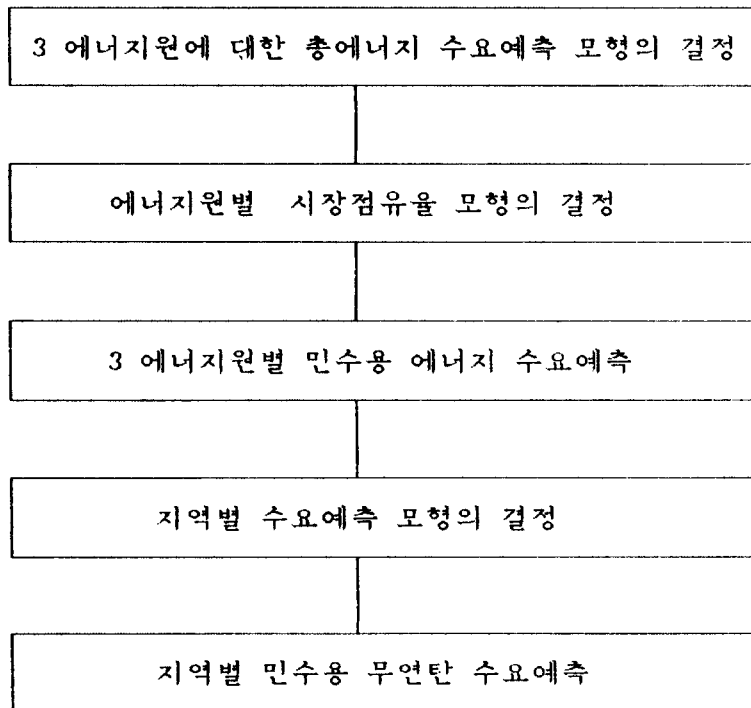 3 에너지원에 대한 총에너지 수요예측 모형의 결정
에너지원별 시장점유율 모형의 결정
3 에너지원별 민수용 에너지 수요예측
지역별 수요예측 모형의 결정
지역별 민수용 무연탄 수요예측